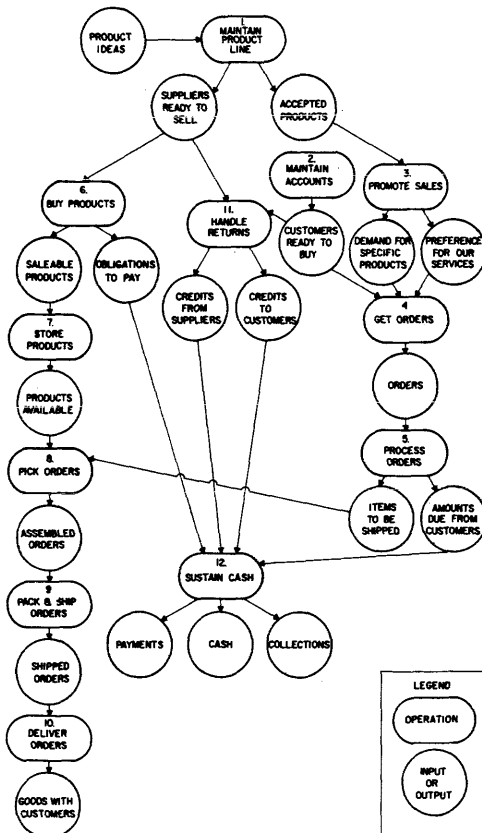 PRODUCT
IDEAS
1.
MAINTAIN
PRODUCT
LINE
SUPPLIERS
READY TO
SELL
ACCEPTED
PRODUCTS
2.
MAINTAIN
ACCOUNTS
3.
PROMOTE SALES
6.
BUY PRODUCTS
11.
HANDLE
RETURNS
CUSTOMERS
READY TO
BUY
DEMAND FOR
SPECIFIC
PRODUCTS
PREFERENCE
FOR OUR
SERVICES
SALEABLE
PRODUCTS
OBLIGATIONS
TO PAY
CREDITS
FROM
SUPPLIERS
CREDITS
TO
CUSTOMERS
4
GET ORDERS
7.
STORE
PRODUCTS
ORDERS
PRODUCTS
AVAILABLE
5.
PROCESS
ORDERS
8.
PICK ORDERS
ITEMS
TO BE
SHIPPED
AMOUNTS
DUE FROM
CUSTOMERS
ASSEMBLED
ORDERS
12.
SUSTAIN CASH
9
PACK & SHIP
ORDERS
PAYMENTS
CASH
COLLECTIONS
SHIPPED
ORDERS
10.
DELIVER
ORDERS
GOODS WITH
CUSTOMERS
LEGEND
OPERATION
INPUT
OR
OUTPUT